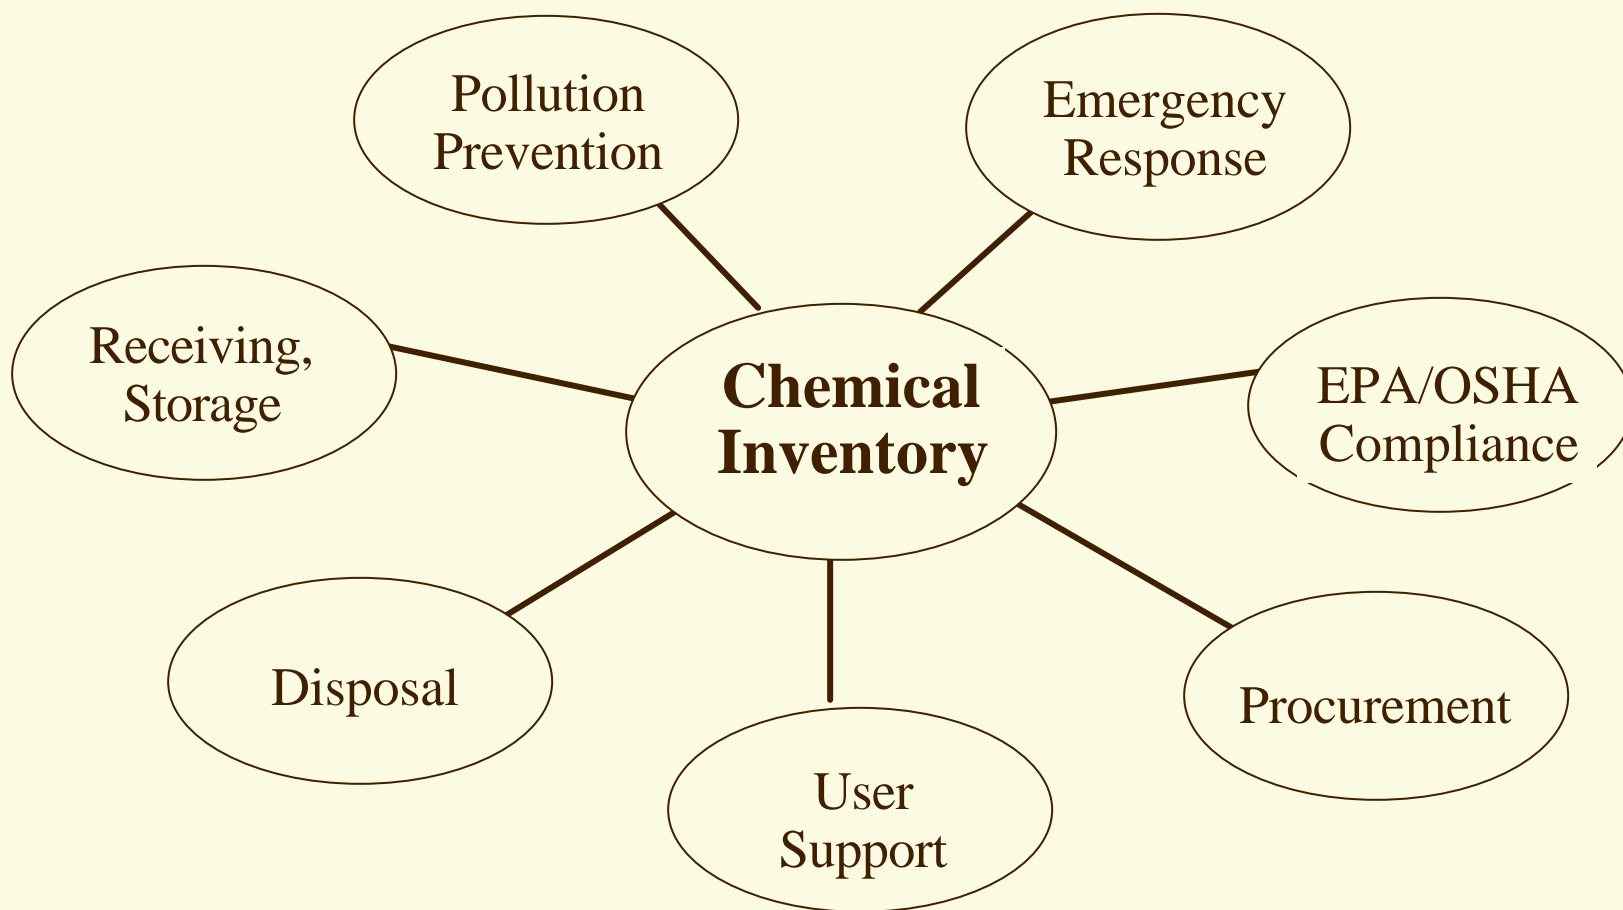 Pollution
Prevention
Emergency
Response
Receiving,
Storage
Chemical
Inventory
EPA/OSHA
Compliance
Disposal
Procurement
User
Support